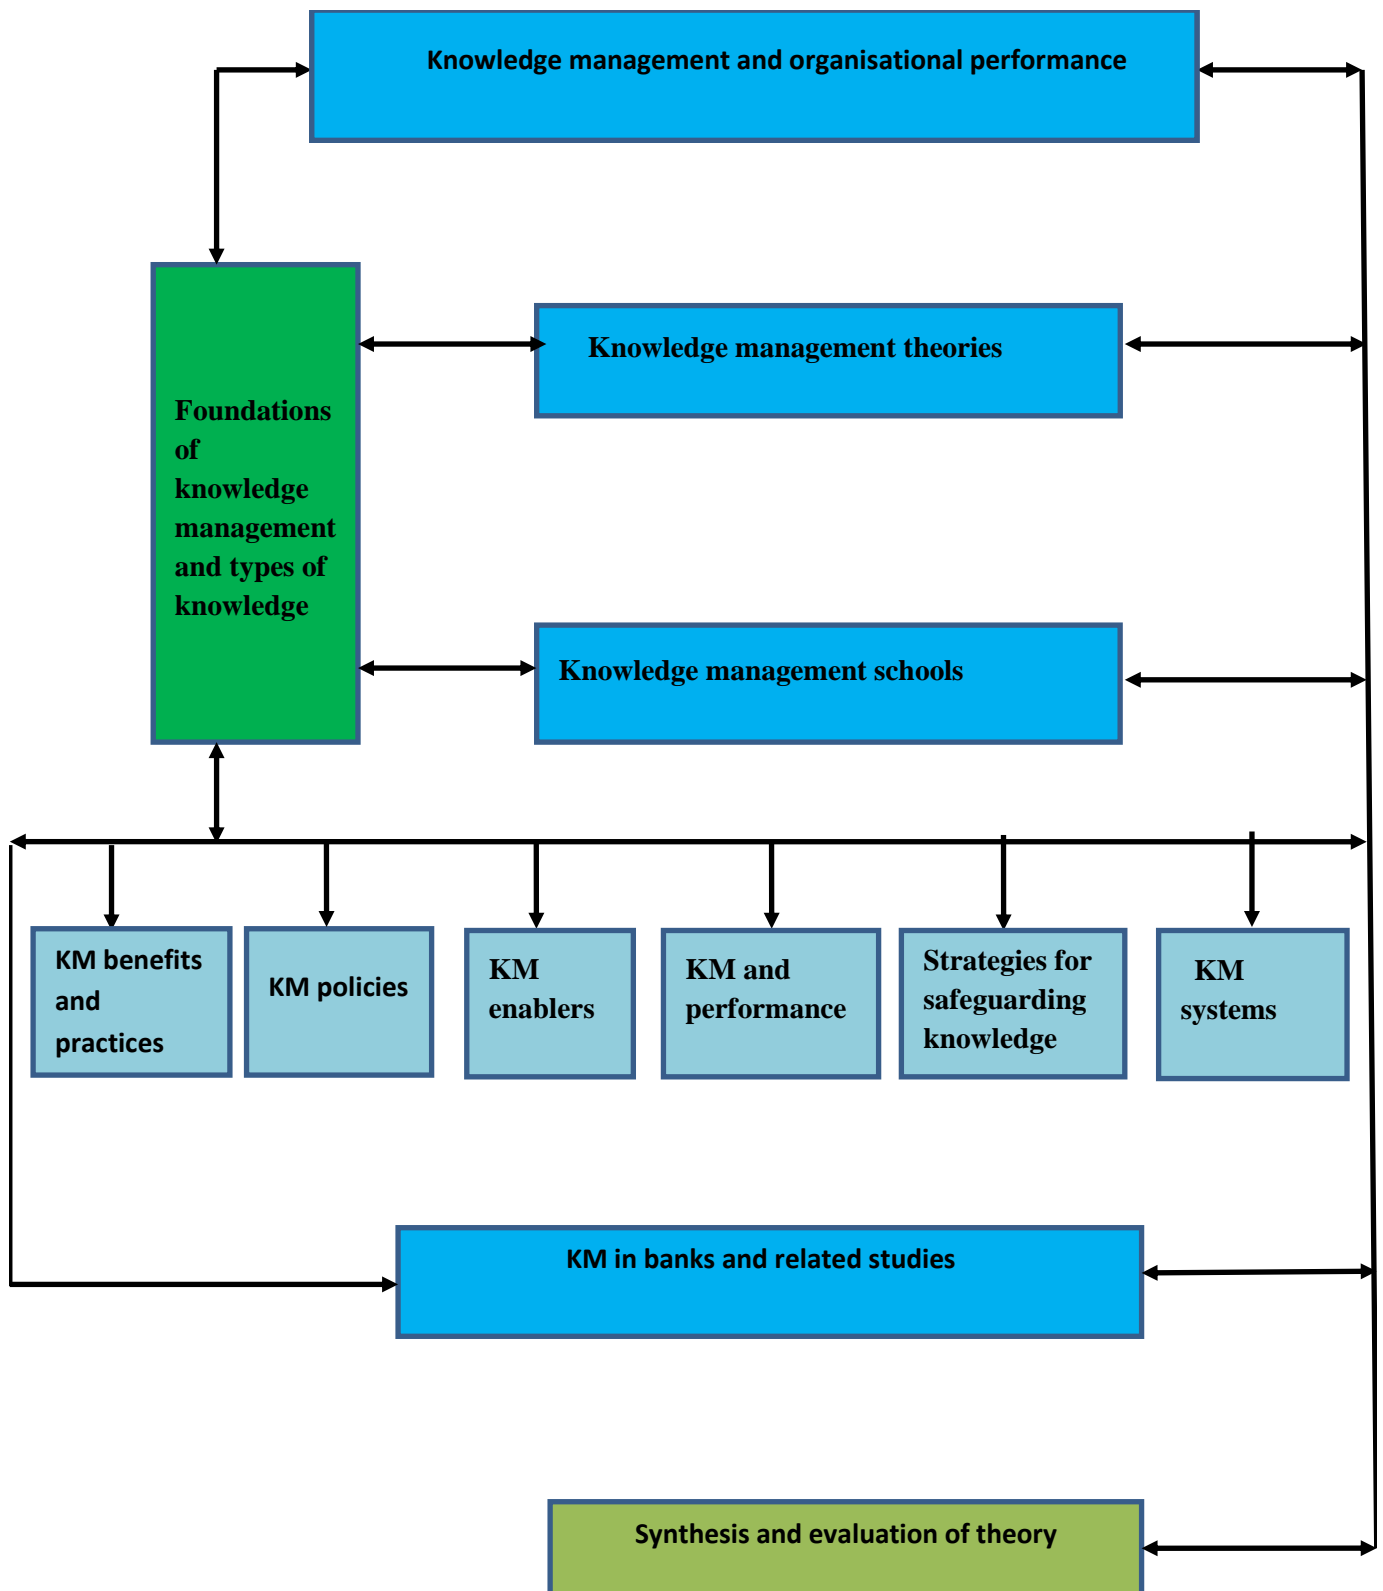 Knowledge management and organisational performance
Knowledge management theories
Foundations
of
knowledge
management
and types of
knowledge
Knowledge management schools
KM benefits
and
practices
KM policies
KM
enablers
KM and
performance
Strategies for
safeguarding
knowledge
KM
systems
KM in banks and related studies
Synthesis and evaluation of theory